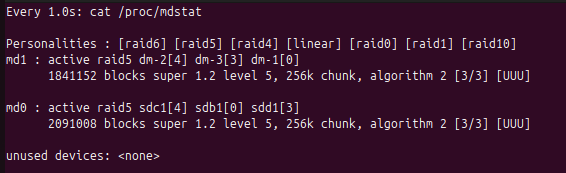 Every 1.0s: cat /proc/mdstat
Personalities : [raid6] [raid5] [raid4] [linear] [raid0] [raid1] [raid10]
md1 : active raid5 dm-2[4] dm-3[3] dm-1[0]
1841152 blocks super 1.2 level 5, 256k chunk, algorithm 2 [3/3] [UUU]
md0 : active raid5 sdc1[4] sdb1[0] sdd1[3]
2091008 blocks super 1.2 level 5, 256k chunk, algorithm 2 [3/3] [UUU]
unused devices: <none>